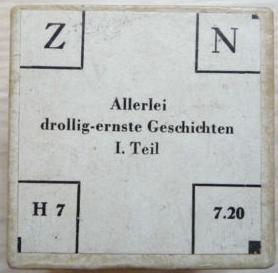 Z N
Allerlei
drollig-ernste Geschichten
I. Teil
H 7 7.20